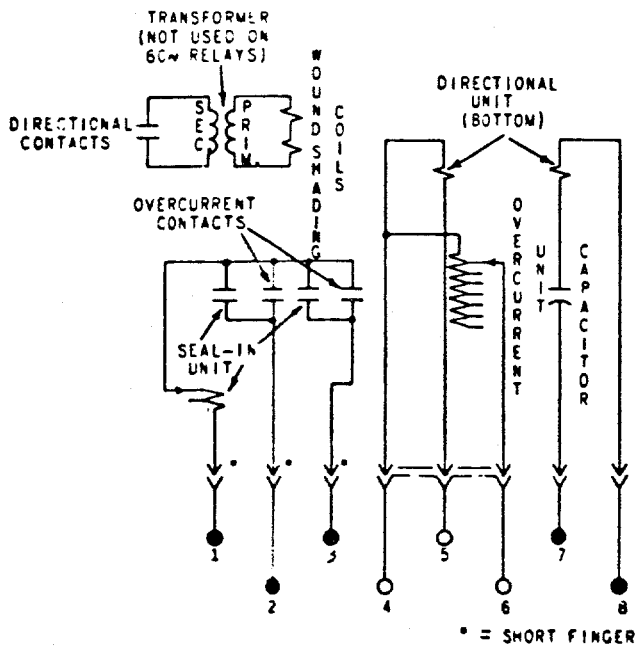 TRANSFORMER
(NOT USED ON
60~ RELAYS)
SEC
PRIM.
WOUND SHADING
COILS
DIRECTIONAL
CONTACTS
DIRECTIONAL
UNIT
(BOTTOM)
OVERCURRENT
CONTACTS
OVERCURRENT
UNIT
CAPACITOR
SEAL-IN
UNIT
* * *
1 3 5 7
2 4 6 8
* = SHORT FINGER